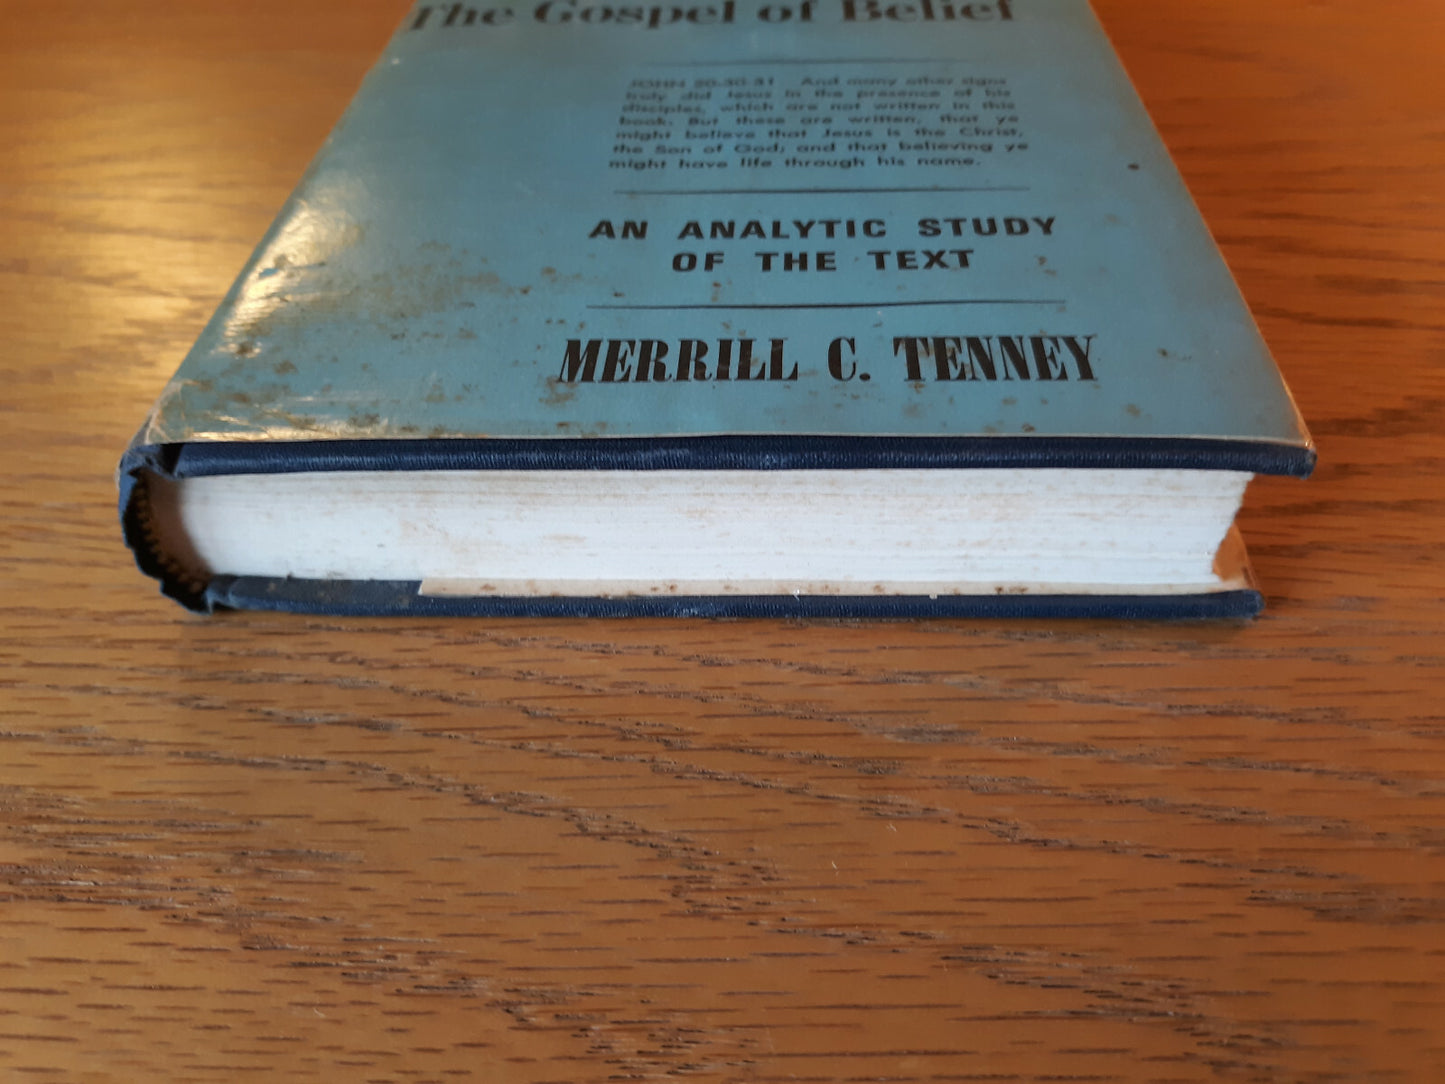 The Gospel of Belief
JOHN 20:30-31 And many other signs
truly did Jesus in the presence of his
disciples, which are not written in this
book. But these are written, that ye
might believe that Jesus is the Christ,
the Son of God; and that believing ye
might have life through his name.
AN ANALYTIC STUDY
OF THE TEXT
MERRILL C. TENNEY